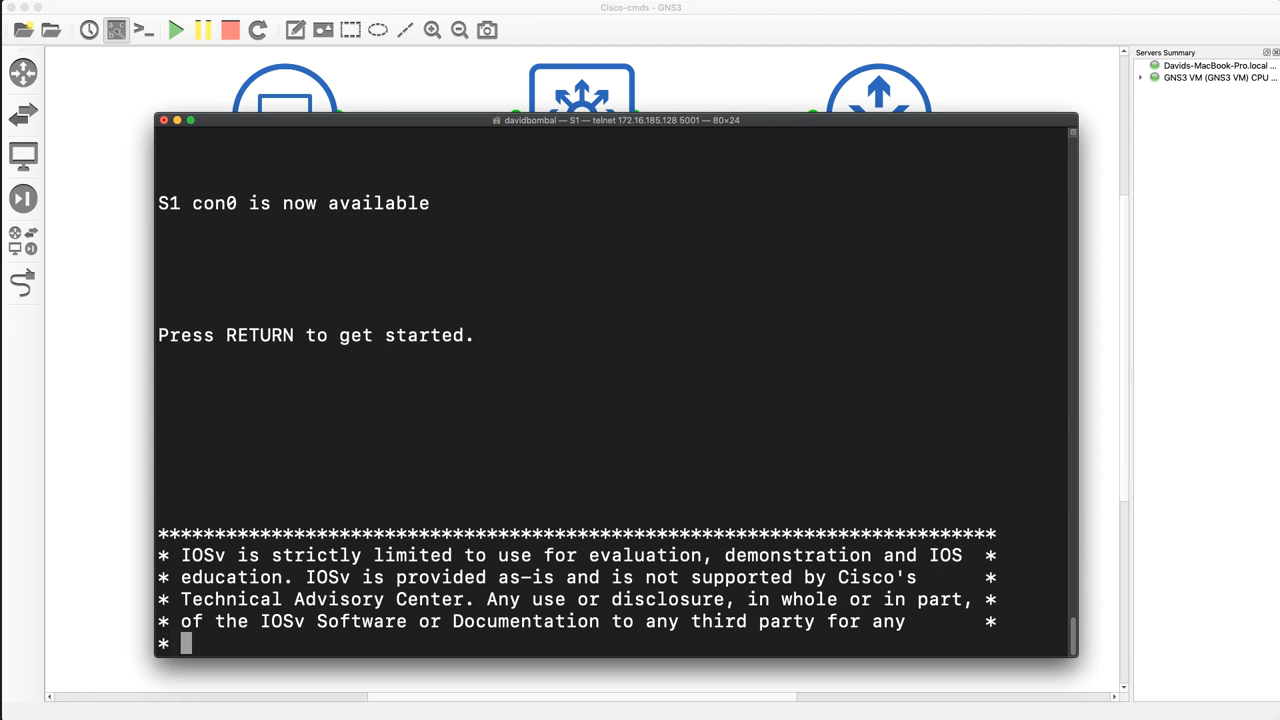 Cisco-cmds - GNS3
Servers Summary
Davids-MacBook-Pro.local ...
GNS3 VM (GNS3 VM) CPU ...
davidbombal — S1 — telnet 172.16.185.128 5001 — 80×24
S1 con0 is now available
Press RETURN to get started.
**************************************************************************
* IOSv is strictly limited to use for evaluation, demonstration and IOS  *
* education. IOSv is provided as-is and is not supported by Cisco's      *
* Technical Advisory Center. Any use or disclosure, in whole or in part, *
* of the IOSv Software or Documentation to any third party for any       *
*